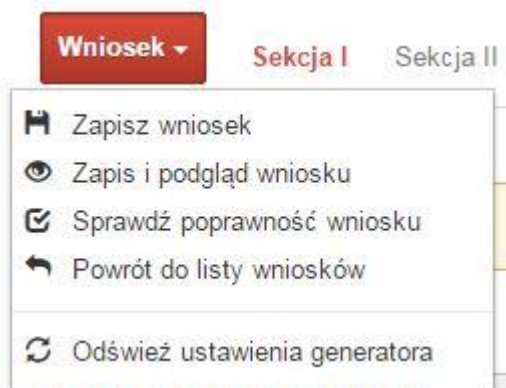 Wniosek Sekcja I Sekcja II
Zapisz wniosek
Zapis i podgląd wniosku
Sprawdź poprawność wniosku
Powrót do listy wniosków
Odśwież ustawienia generatora